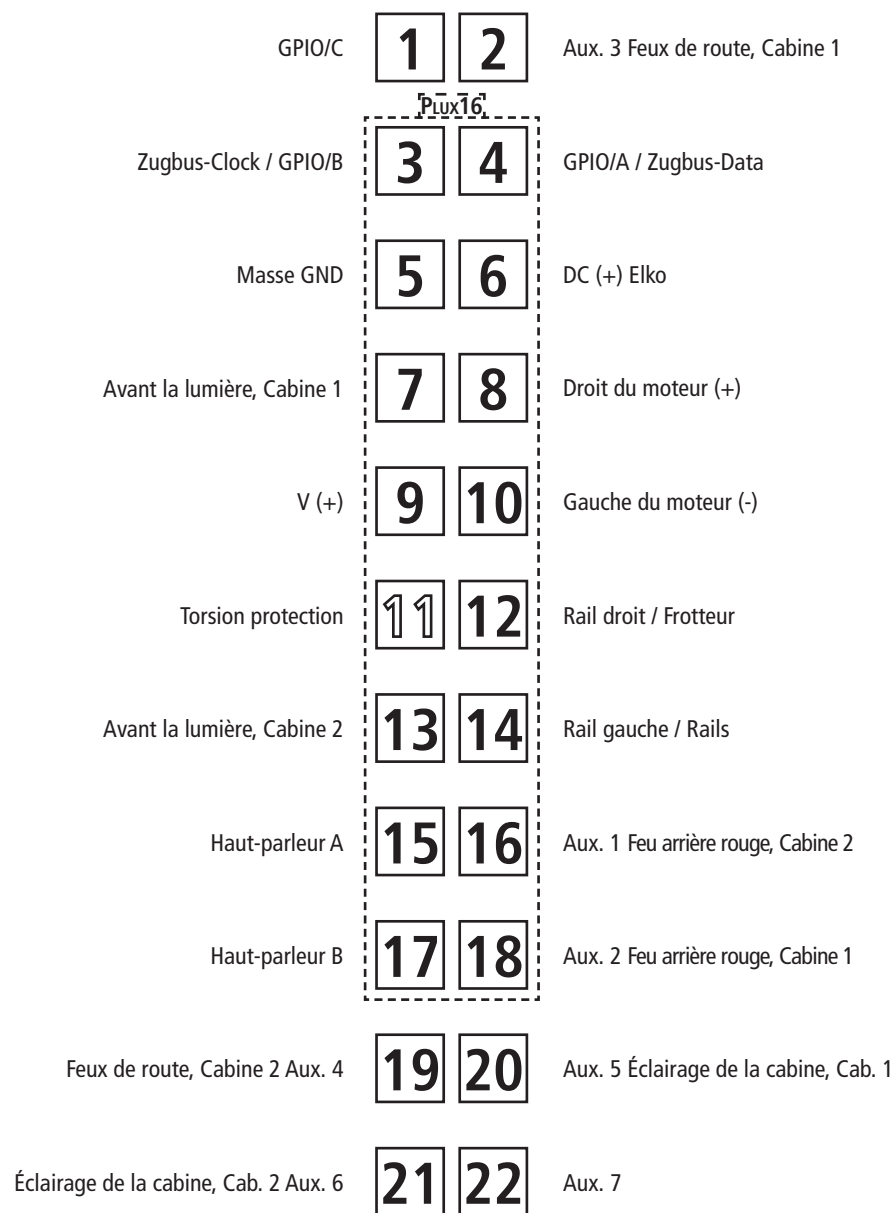 GPIO/C 1 2 Aux. 3 Feux de route, Cabine 1
PLUX16
Zugbus-Clock / GPIO/B 3 4 GPIO/A / Zugbus-Data
Masse GND 5 6 DC (+) Elko
Avant la lumière, Cabine 1 7 8 Droit du moteur (+)
V (+) 9 10 Gauche du moteur (-)
Torsion protection 11 12 Rail droit / Frotteur
Avant la lumière, Cabine 2 13 14 Rail gauche / Rails
Haut-parleur A 15 16 Aux. 1 Feu arrière rouge, Cabine 2
Haut-parleur B 17 18 Aux. 2 Feu arrière rouge, Cabine 1
Feux de route, Cabine 2 Aux. 4 19 20 Aux. 5 Éclairage de la cabine, Cab. 1
Éclairage de la cabine, Cab. 2 Aux. 6 21 22 Aux. 7